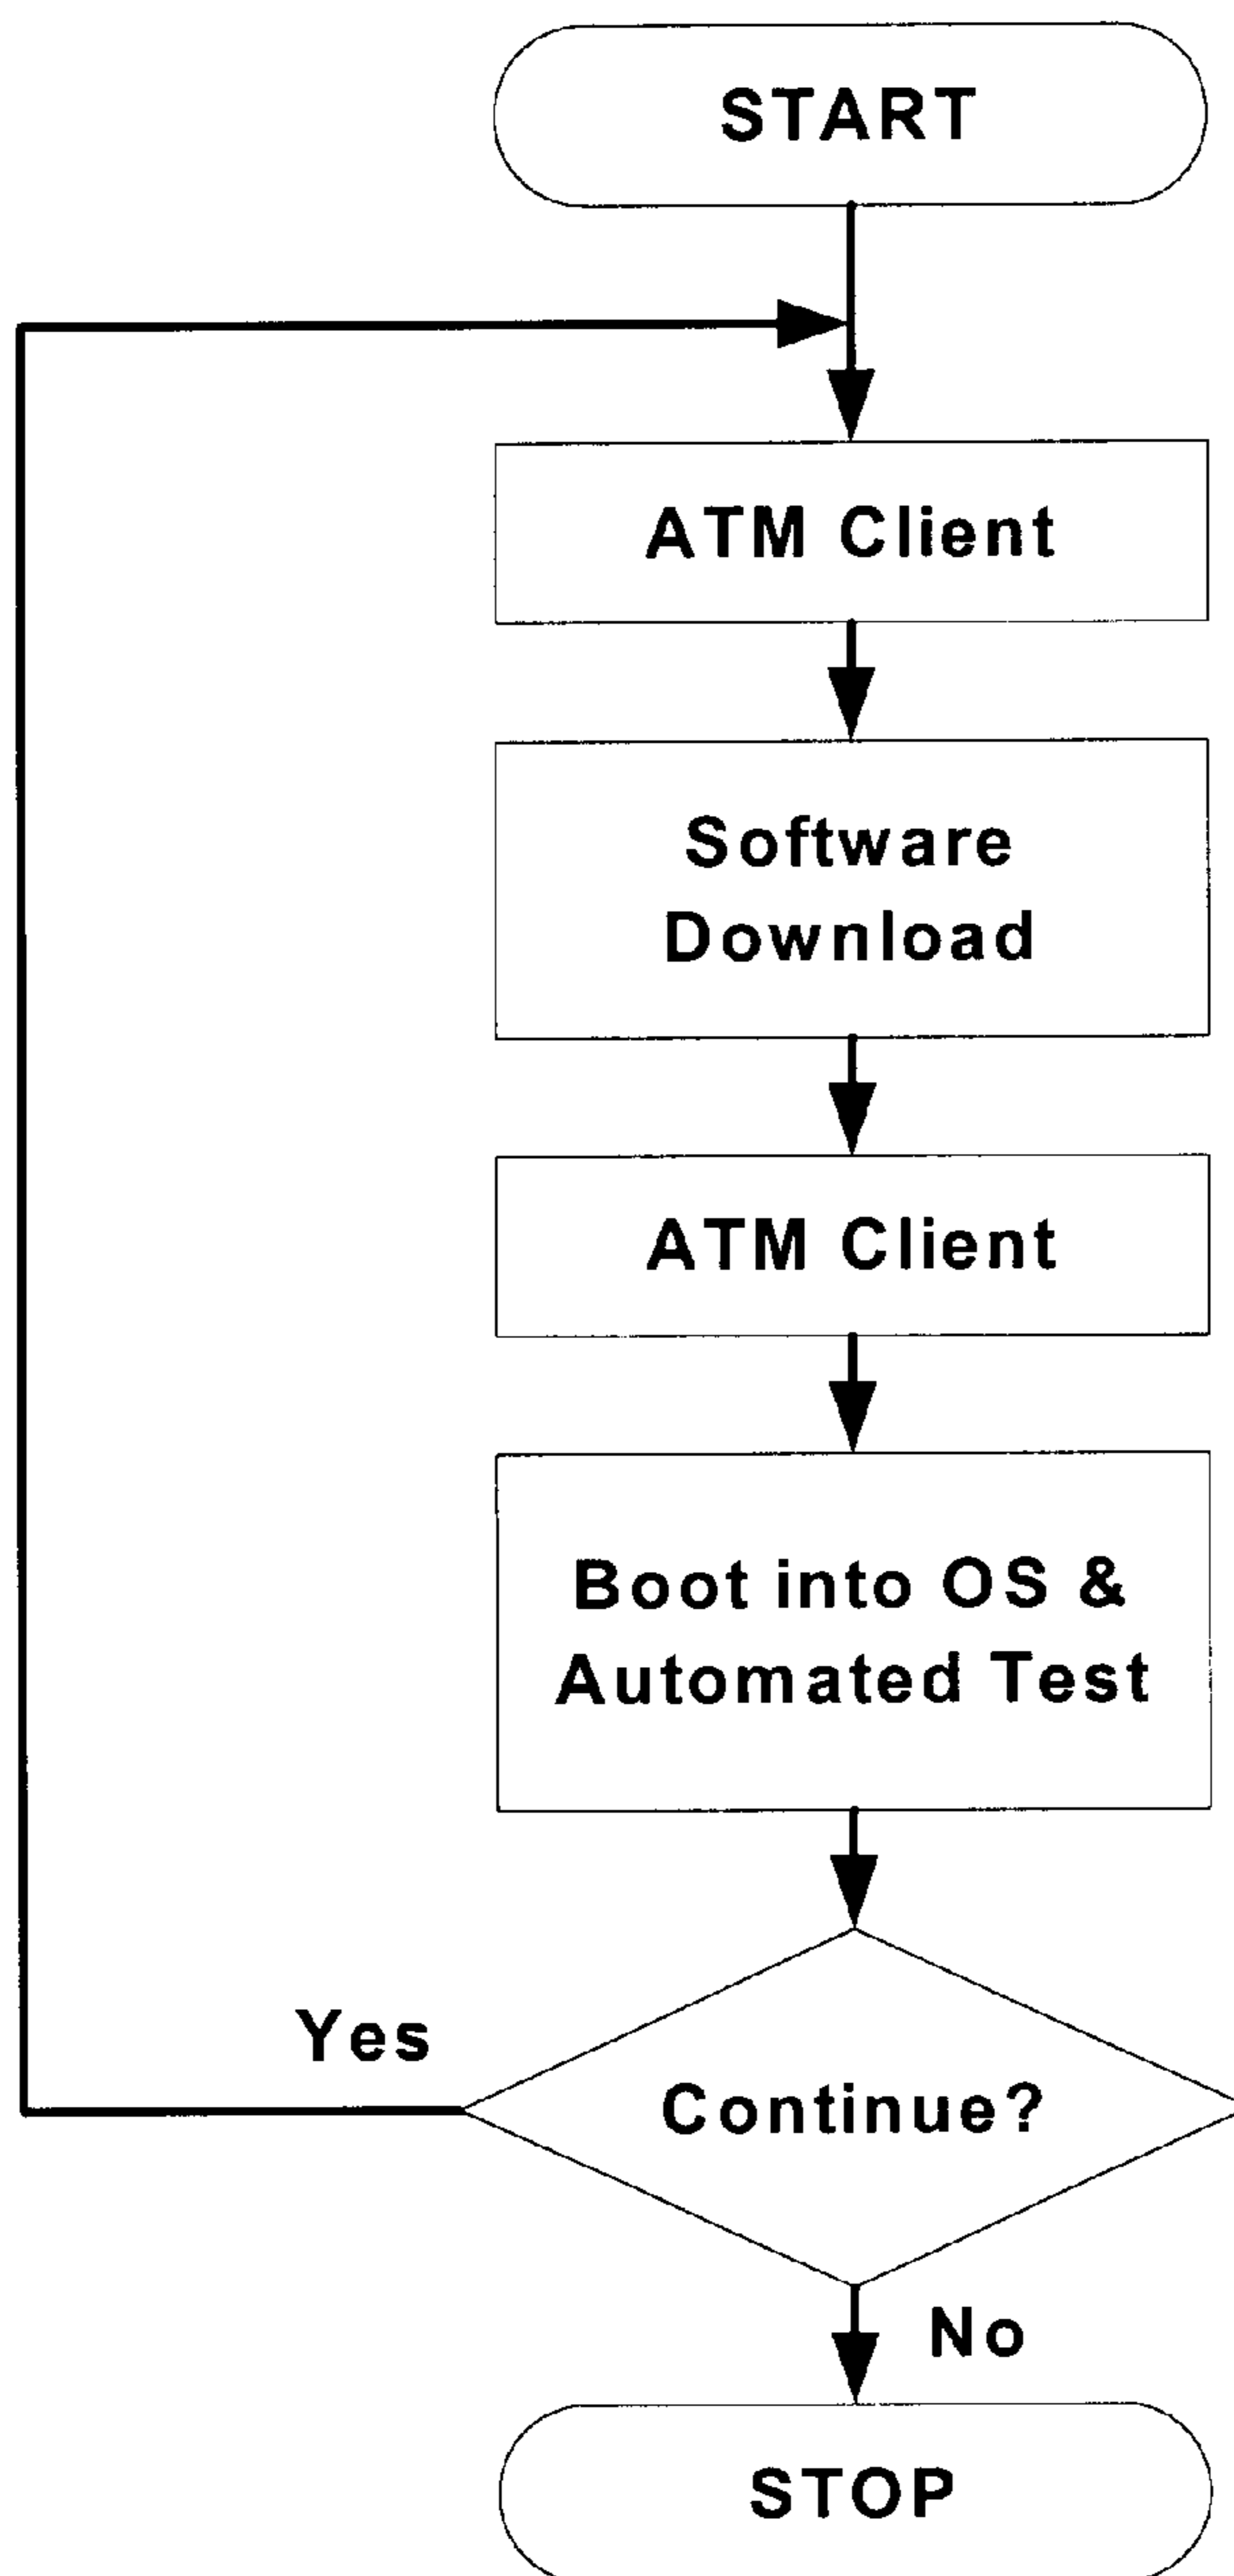 START
ATM Client
Software
Download
ATM Client
Boot into OS &
Automated Test
Yes
Continue?
No
STOP